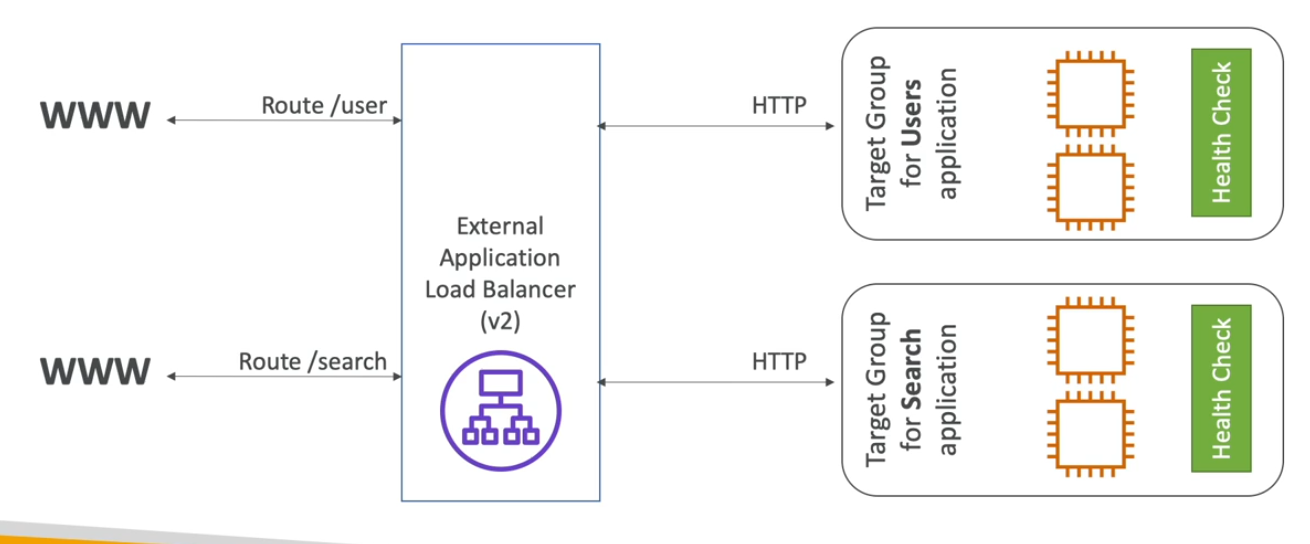 WWW
Route /user
HTTP
Target Group
for Users
application
Health Check
External
Application
Load Balancer
(v2)
WWW
Route /search
HTTP
Target Group
for Search
application
Health Check